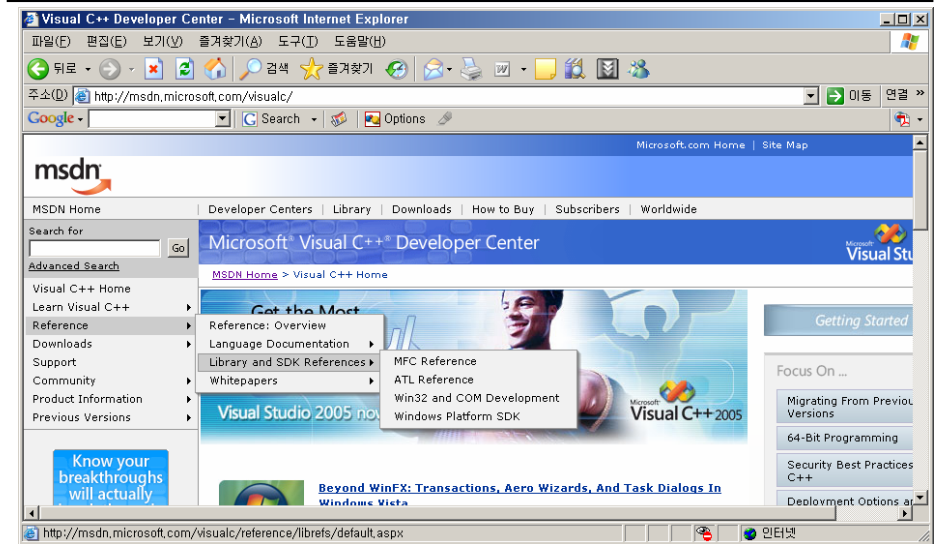 Visual C++ Developer Center - Microsoft Internet Explorer
파일(F) 편집(E) 보기(V) 즐겨찾기(A) 도구(T) 도움말(H)
뒤로 검색 즐겨찾기
주소(D) http://msdn.microsoft.com/visualc/ 이동 연결 »
Google Search Options
Microsoft.com Home | Site Map
msdn
MSDN Home | Developer Centers | Library | Downloads | How to Buy | Subscribers | Worldwide
Search for
Go
Advanced Search
Microsoft® Visual C++® Developer Center
Microsoft
Visual Stu
MSDN Home > Visual C++ Home
Visual C++ Home
Learn Visual C++
Reference
Downloads
Support
Community
Product Information
Previous Versions
Reference: Overview
Language Documentation
Library and SDK References
Whitepapers
MFC Reference
ATL Reference
Win32 and COM Development
Windows Platform SDK
Get the Most
Visual Studio 2005 nov
Microsoft
Visual C++ 2005
Getting Started
Focus On ...
Migrating From Previou
Versions
64-Bit Programming
Security Best Practices
C++
Deployment Options ar
Know your
breakthroughs
will actually
Beyond WinFX: Transactions, Aero Wizards, And Task Dialogs In
Windows Vista
http://msdn.microsoft.com/visualc/reference/librefs/default.aspx
인터넷